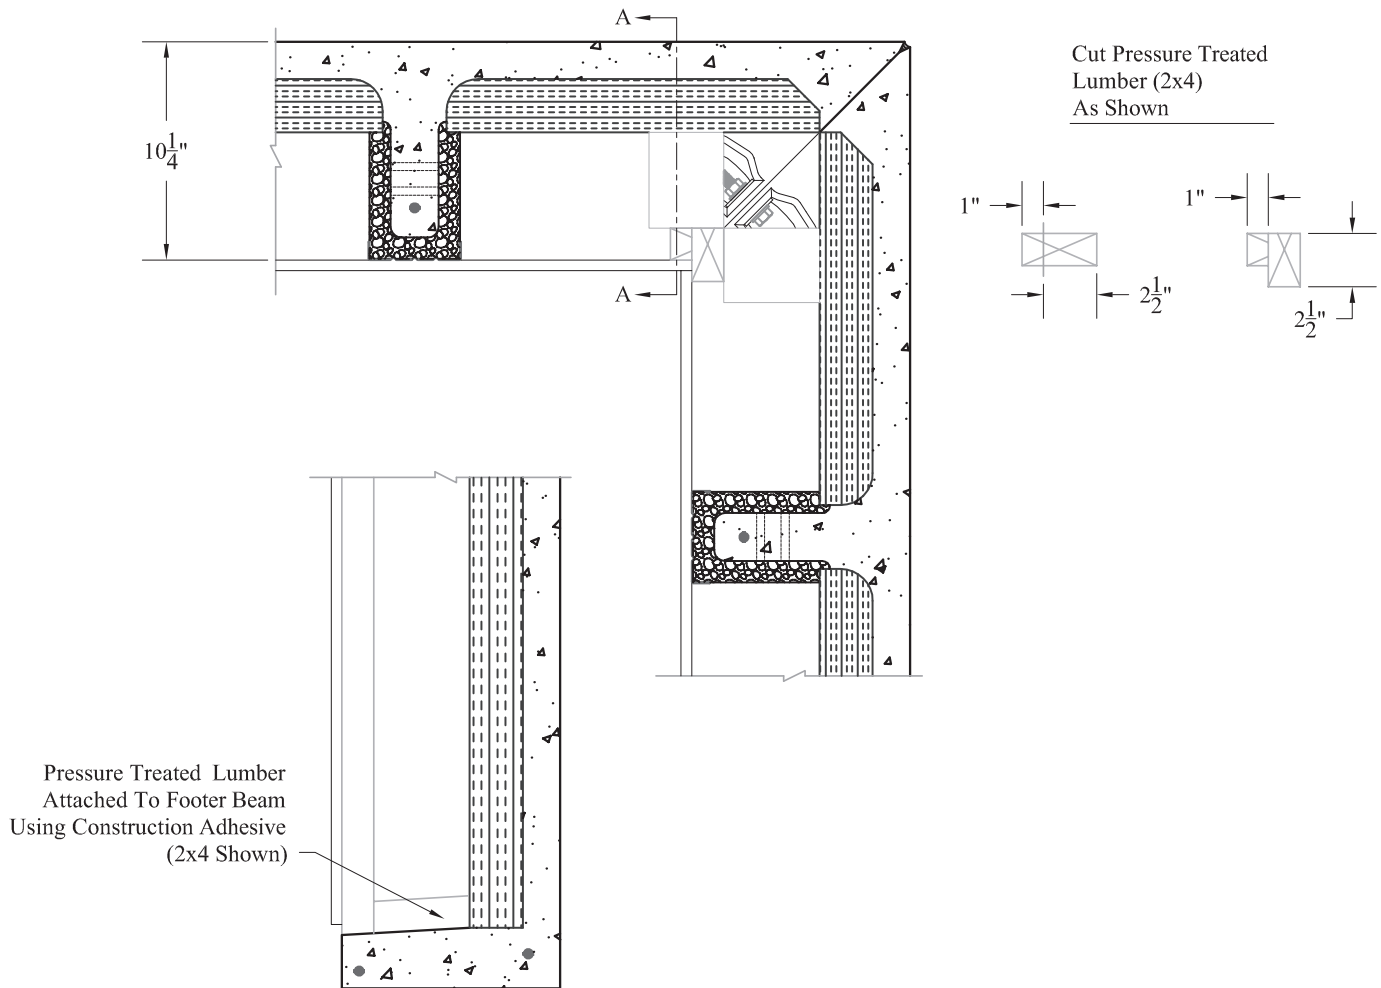 A
Cut Pressure Treated
Lumber (2x4)
As Shown
10 1/4"
1"
1"
A
2 1/2"
2 1/2"
Pressure Treated Lumber
Attached To Footer Beam
Using Construction Adhesive
(2x4 Shown)